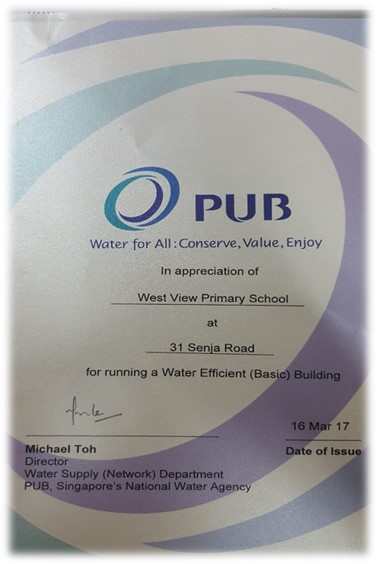 PUB
Water for All: Conserve, Value, Enjoy
In appreciation of
West View Primary School
at
31 Senja Road
for running a Water Efficient (Basic) Building
16 Mar 17
Michael Toh
Date of Issue
Director
Water Supply (Network) Department
PUB, Singapore's National Water Agency